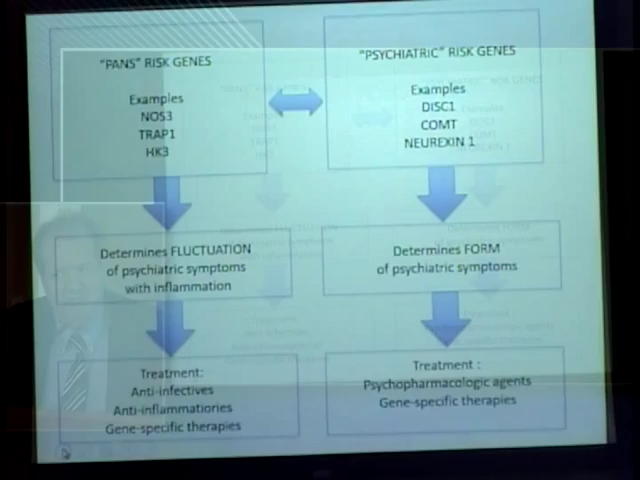 "PANS" RISK GENES
Examples
NOS3
TRAP1
HK3
"PSYCHIATRIC" RISK GENES
Examples
DISC1
COMT
NEUREXIN 1
Determines FLUCTUATION
of psychiatric symptoms
with inflammation
Determines FORM
of psychiatric symptoms
Treatment:
Anti-infectives
Anti-inflammatiories
Gene-specific therapies
Treatment :
Psychopharmacologic agents
Gene-specific therapies